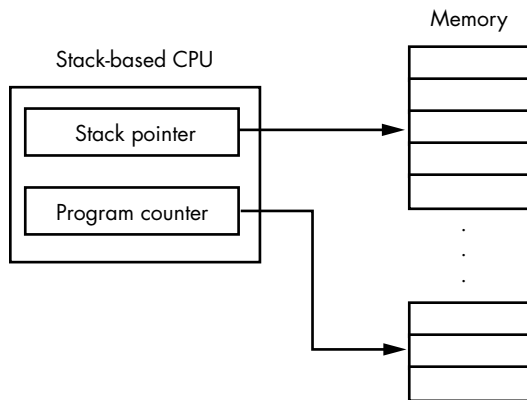 Memory
Stack-based CPU
Stack pointer
Program counter
.
.
.